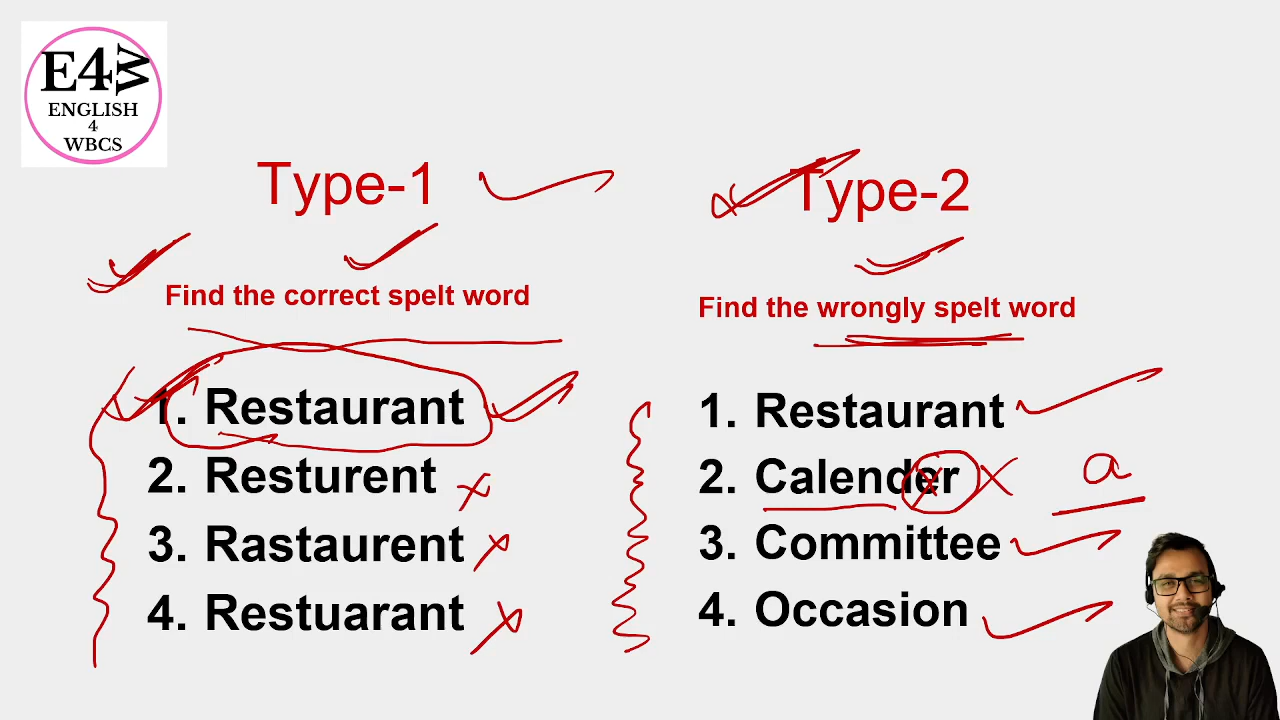 E4W
ENGLISH
4
WBCS
Type-1
Find the correct spelt word
1. Restaurant
2. Resturent
3. Rastaurent
4. Restuarant
Type-2
Find the wrongly spelt word
1. Restaurant
2. Calender a
3. Committee
4. Occasion